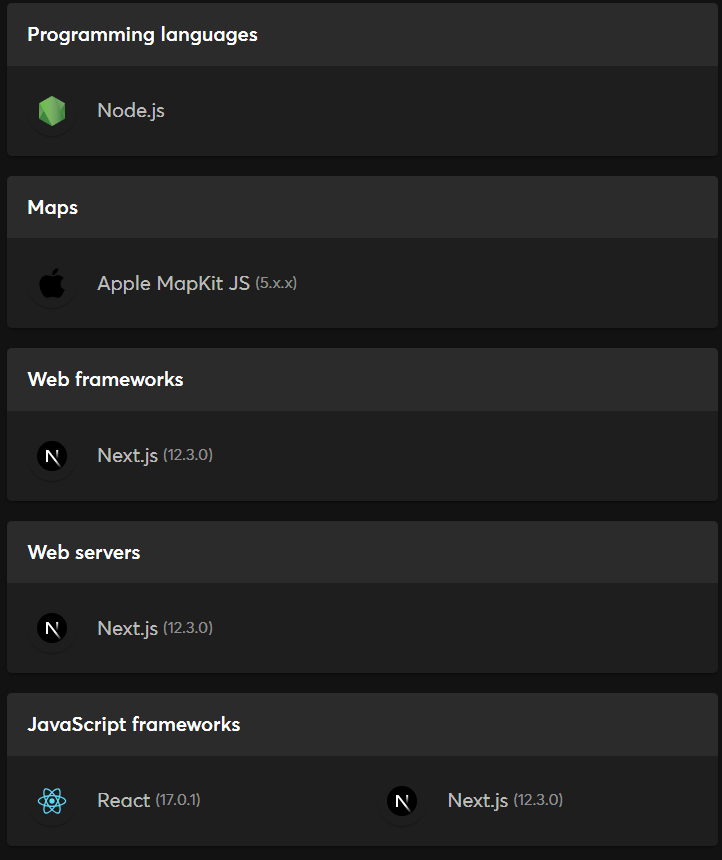 Programming languages
Node.js
Maps
Apple MapKit JS (5.x.x)
Web frameworks
Next.js (12.3.0)
Web servers
Next.js (12.3.0)
JavaScript frameworks
React (17.0.1) Next.js (12.3.0)